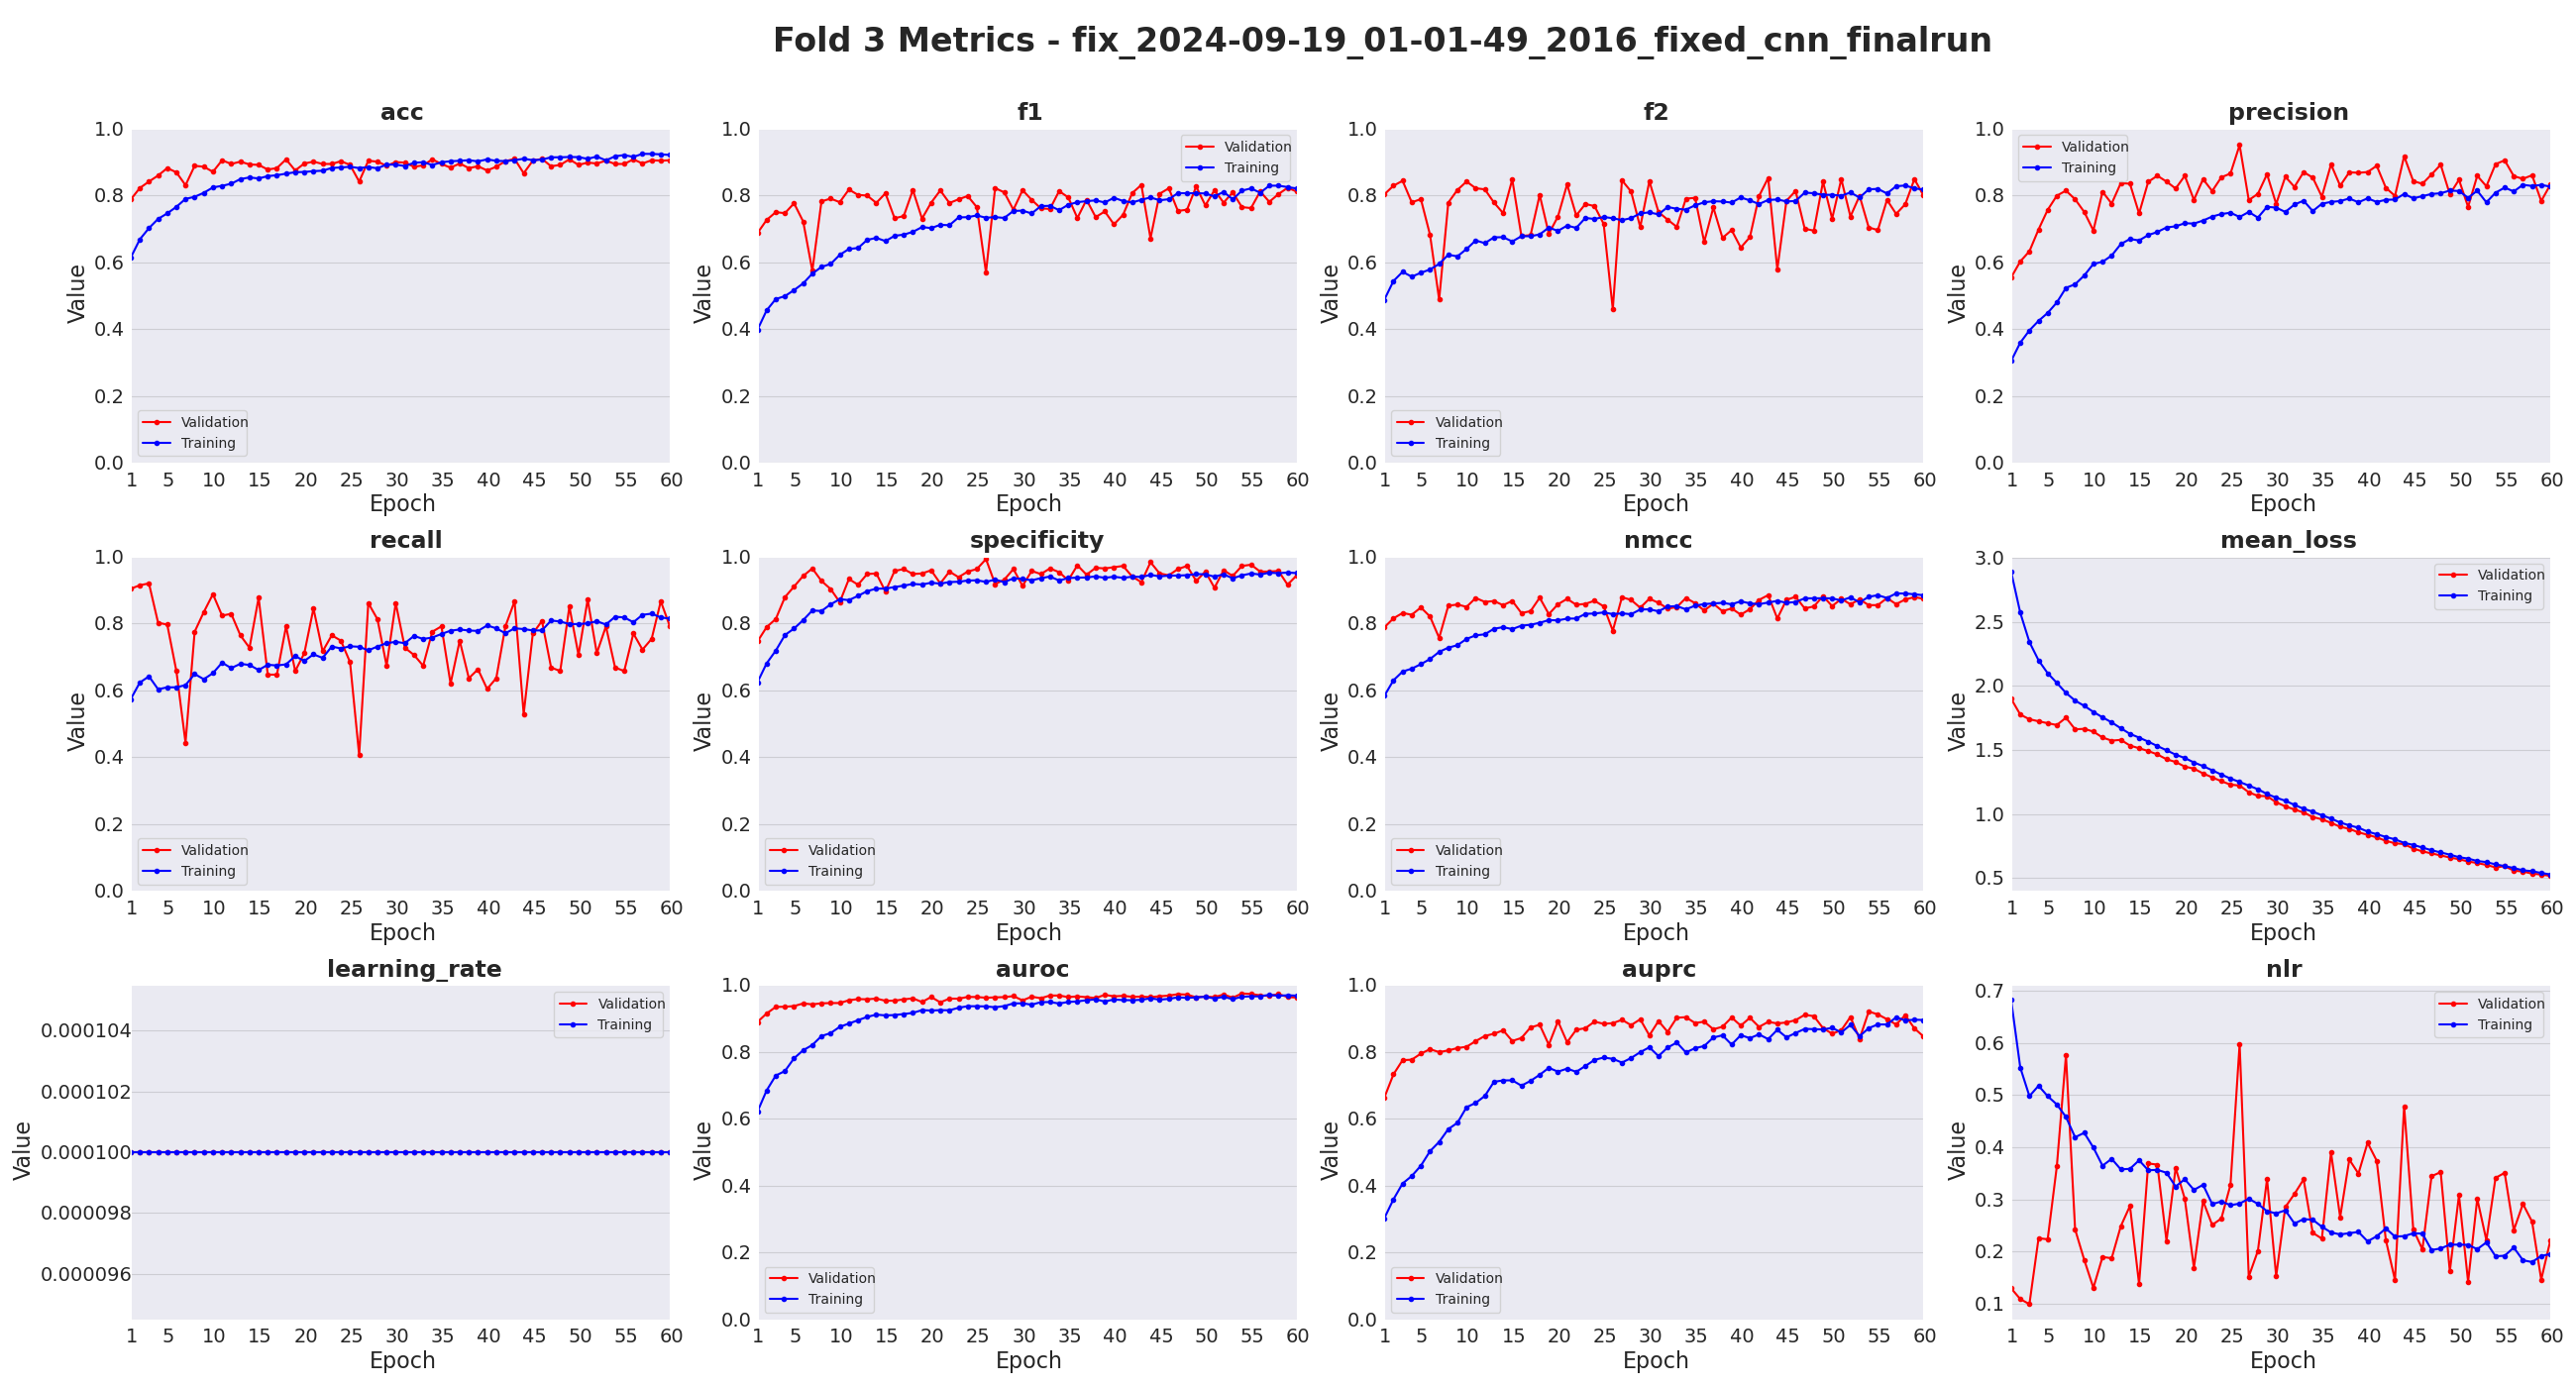 Fold 3 Metrics - fix_2024-09-19_01-01-49_2016_fixed_cnn_finalrun
acc
1.0
0.8
0.6
0.4
0.2
0.0
Value
Validation
Training
1 5 10 15 20 25 30 35 40 45 50 55 60
Epoch
f1
1.0
0.8
0.6
0.4
0.2
0.0
Value
Validation
Training
1 5 10 15 20 25 30 35 40 45 50 55 60
Epoch
f2
1.0
0.8
0.6
0.4
0.2
0.0
Value
Validation
Training
1 5 10 15 20 25 30 35 40 45 50 55 60
Epoch
precision
1.0
0.8
0.6
0.4
0.2
0.0
Value
Validation
Training
1 5 10 15 20 25 30 35 40 45 50 55 60
Epoch
recall
1.0
0.8
0.6
0.4
0.2
0.0
Value
Validation
Training
1 5 10 15 20 25 30 35 40 45 50 55 60
Epoch
specificity
1.0
0.8
0.6
0.4
0.2
0.0
Value
Validation
Training
1 5 10 15 20 25 30 35 40 45 50 55 60
Epoch
nmcc
1.0
0.8
0.6
0.4
0.2
0.0
Value
Validation
Training
1 5 10 15 20 25 30 35 40 45 50 55 60
Epoch
mean_loss
3.0
2.5
2.0
1.5
1.0
0.5
Value
Validation
Training
1 5 10 15 20 25 30 35 40 45 50 55 60
Epoch
learning_rate
0.000104
0.000102
0.000100
0.000098
0.000096
Value
Validation
Training
1 5 10 15 20 25 30 35 40 45 50 55 60
Epoch
auroc
1.0
0.8
0.6
0.4
0.2
0.0
Value
Validation
Training
1 5 10 15 20 25 30 35 40 45 50 55 60
Epoch
auprc
1.0
0.8
0.6
0.4
0.2
0.0
Value
Validation
Training
1 5 10 15 20 25 30 35 40 45 50 55 60
Epoch
nlr
0.7
0.6
0.5
0.4
0.3
0.2
0.1
Value
Validation
Training
1 5 10 15 20 25 30 35 40 45 50 55 60
Epoch